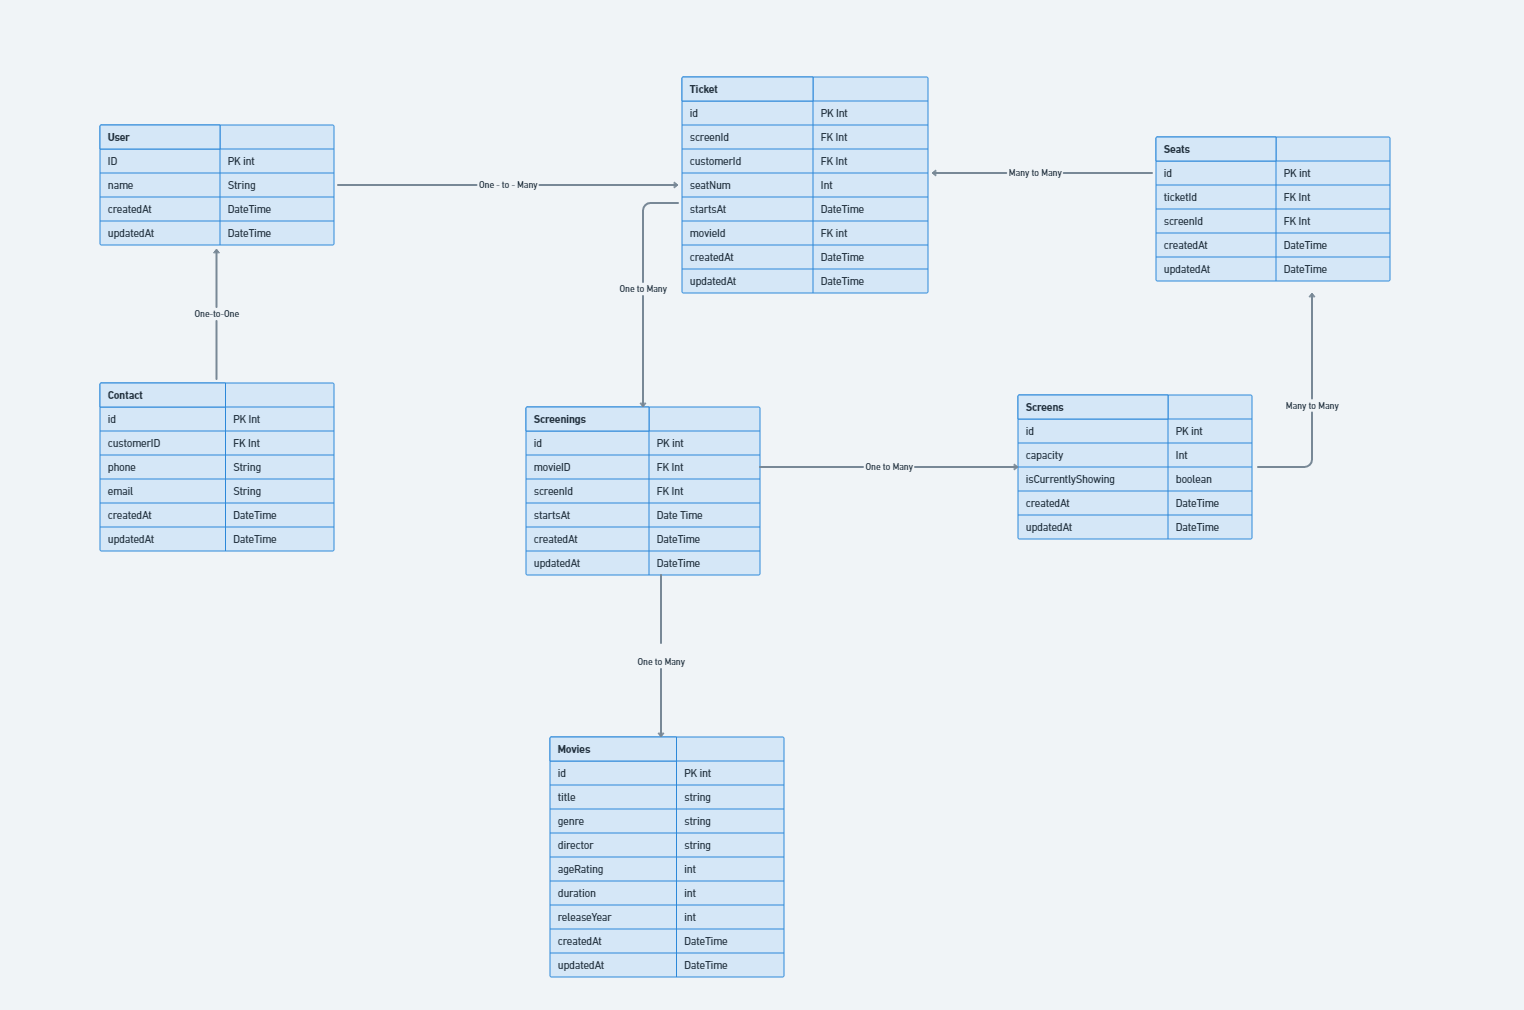 User
ID PK int
name String
createdAt DateTime
updatedAt DateTime
One - to - Many
Ticket
id PK Int
screenId FK Int
customerId FK Int
seatNum Int
startsAt DateTime
movieId FK int
createdAt DateTime
updatedAt DateTime
Many to Many
Seats
id PK int
ticketId FK Int
screenId FK Int
createdAt DateTime
updatedAt DateTime
One-to-One
One to Many
Contact
id PK Int
customerID FK Int
phone String
email String
createdAt DateTime
updatedAt DateTime
Screenings
id PK int
movieID FK Int
screenId FK Int
startsAt Date Time
createdAt DateTime
updatedAt DateTime
One to Many
Screens
id PK int
capacity Int
isCurrentlyShowing boolean
createdAt DateTime
updatedAt DateTime
Many to Many
One to Many
Movies
id PK int
title string
genre string
director string
ageRating int
duration int
releaseYear int
createdAt DateTime
updatedAt DateTime